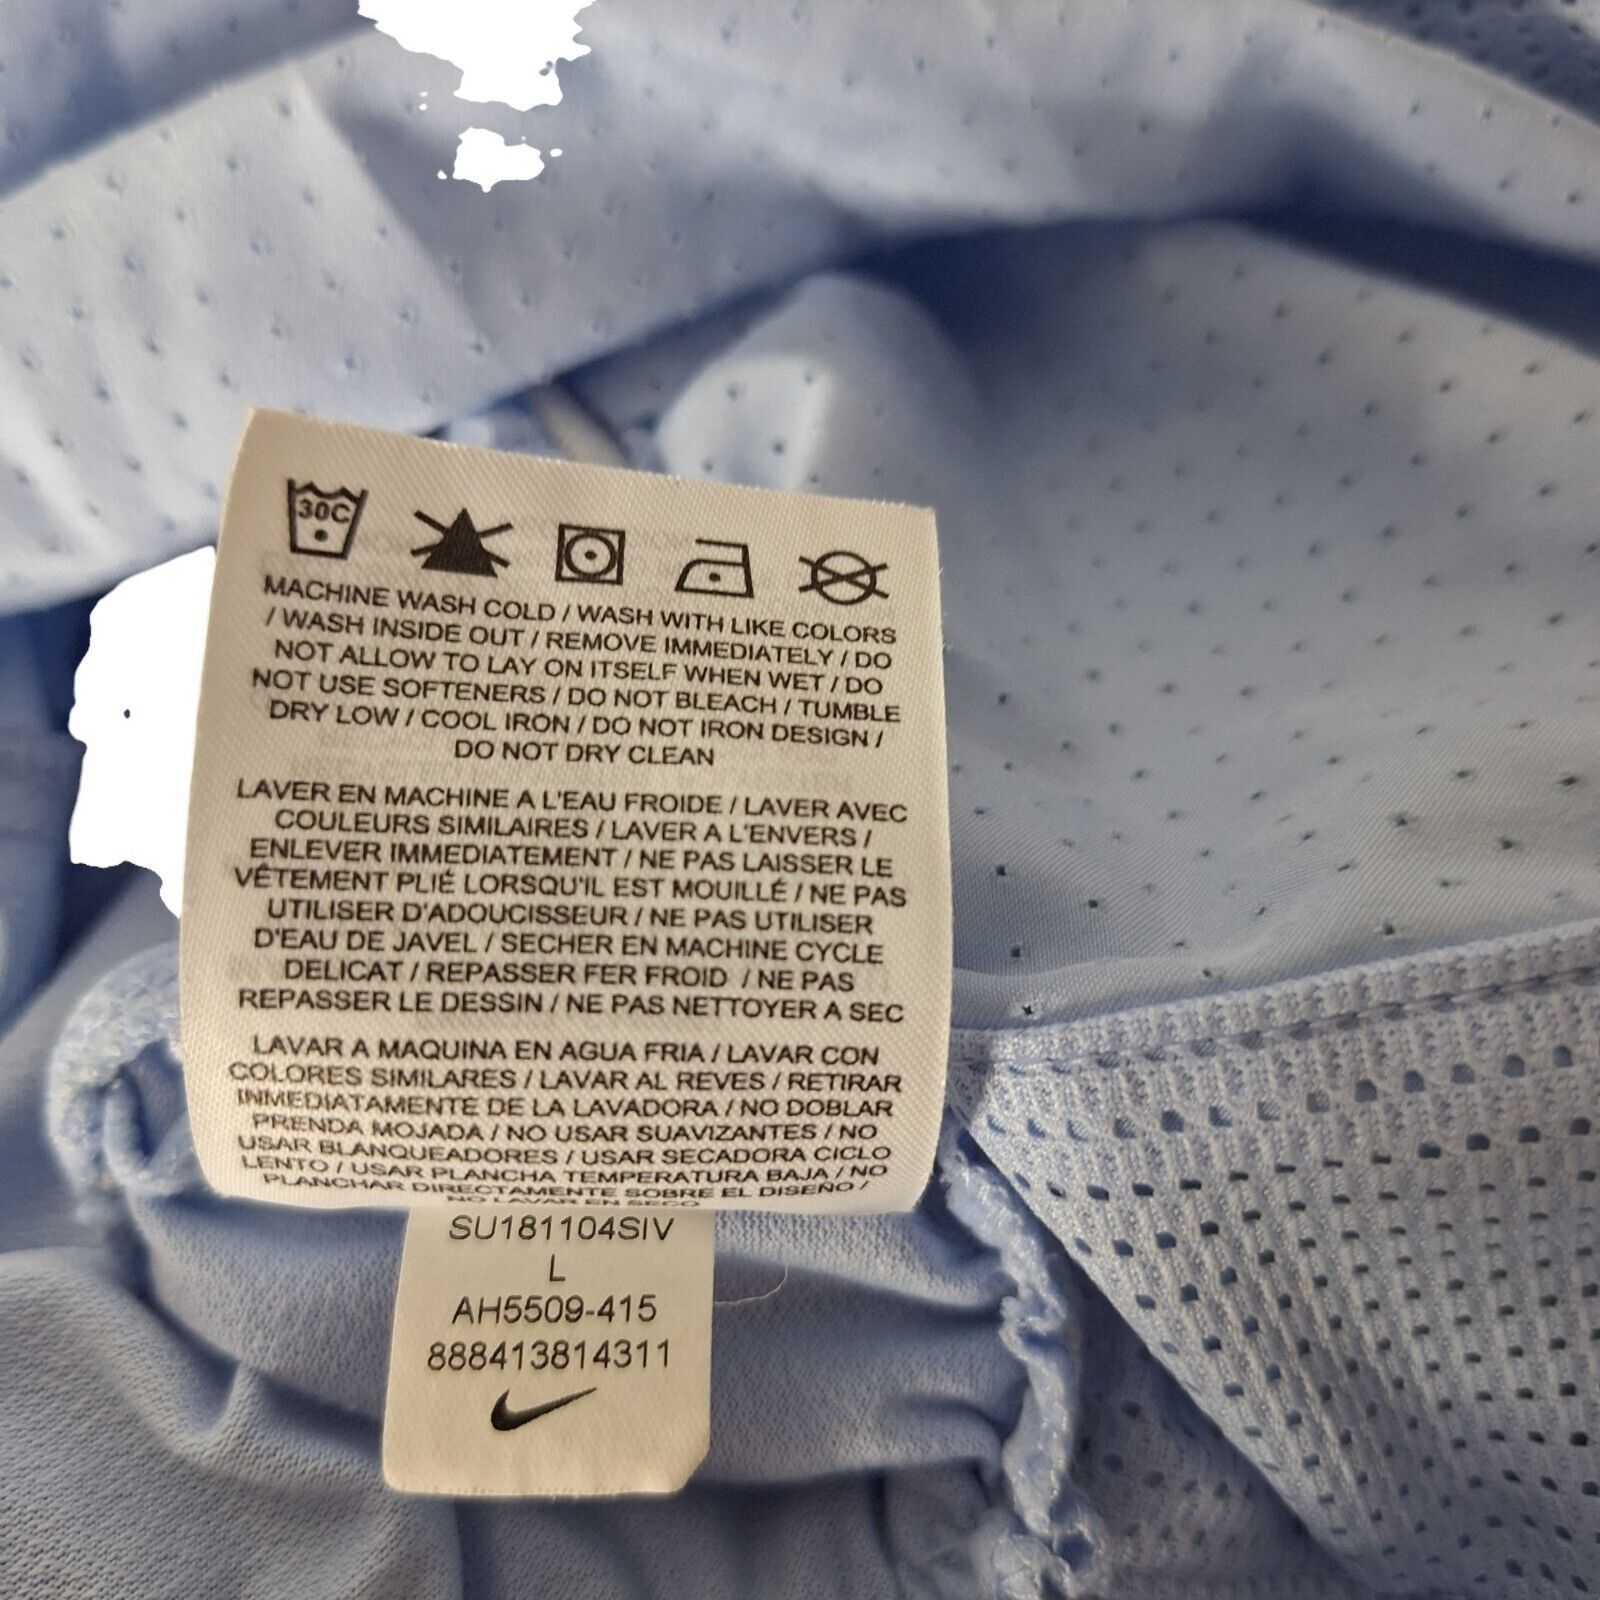 30C
MACHINE WASH COLD / WASH WITH LIKE COLORS
/ WASH INSIDE OUT / REMOVE IMMEDIATELY / DO
NOT ALLOW TO LAY ON ITSELF WHEN WET / DO
NOT USE SOFTENERS / DO NOT BLEACH / TUMBLE
DRY LOW / COOL IRON / DO NOT IRON DESIGN /
DO NOT DRY CLEAN
LAVER EN MACHINE A L'EAU FROIDE / LAVER AVEC
COULEURS SIMILAIRES / LAVER A L'ENVERS /
ENLEVER IMMEDIATEMENT / NE PAS LAISSER LE
VÊTEMENT PLIÉ LORSQU'IL EST MOUILLÉ / NE PAS
UTILISER D'ADOUCISSEUR / NE PAS UTILISER
D'EAU DE JAVEL / SECHER EN MACHINE CYCLE
DELICAT / REPASSER FER FROID / NE PAS
REPASSER LE DESSIN / NE PAS NETTOYER A SEC
LAVAR A MAQUINA EN AGUA FRIA / LAVAR CON
COLORES SIMILARES / LAVAR AL REVES / RETIRAR
INMEDIATAMENTE DE LA LAVADORA / NO DOBLAR
PRENDA MOJADA / NO USAR SUAVIZANTES / NO
USAR BLANQUEADORES / USAR SECADORA CICLO
LENTO / USAR PLANCHA TEMPERATURA BAJA / NO
PLANCHAR DIRECTAMENTE SOBRE EL DISEÑO /
NO LAVAR EN SECO
SU181104SIV
L
AH5509-415
888413814311